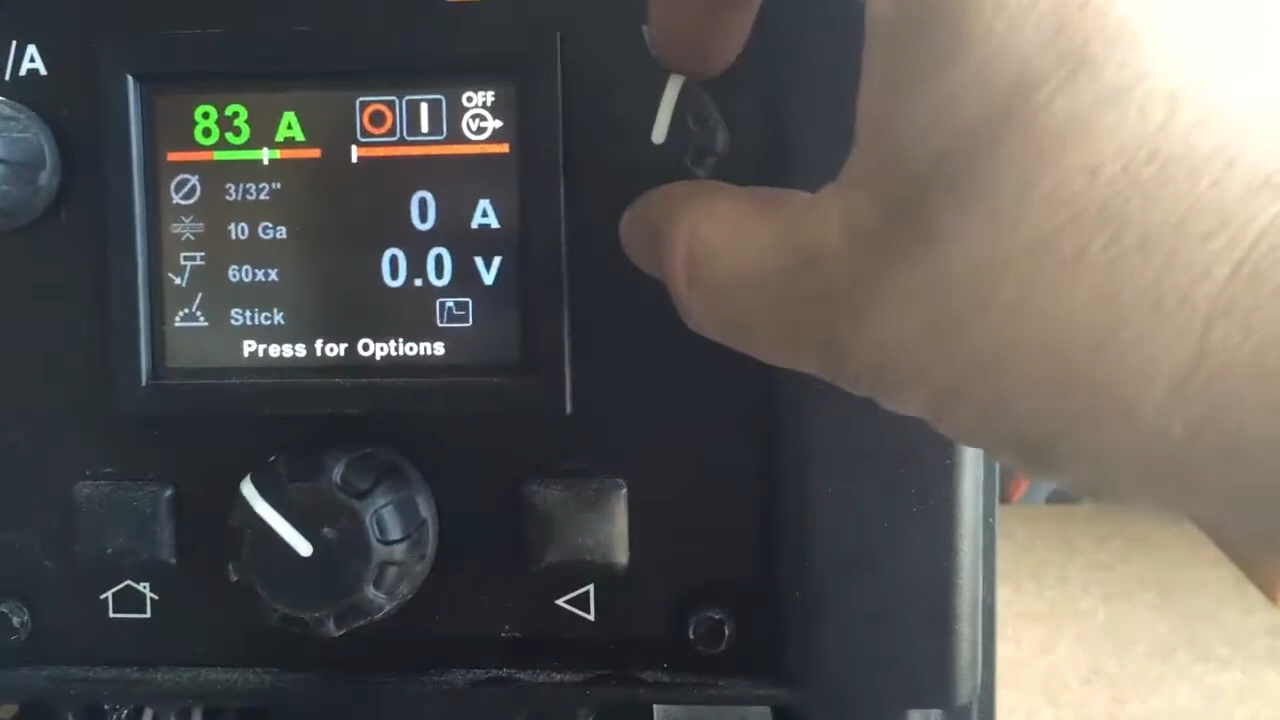 /A
83 A
OFF
V
3/32"
0 A
10 Ga
0.0 V
60xx
Stick
Press for Options